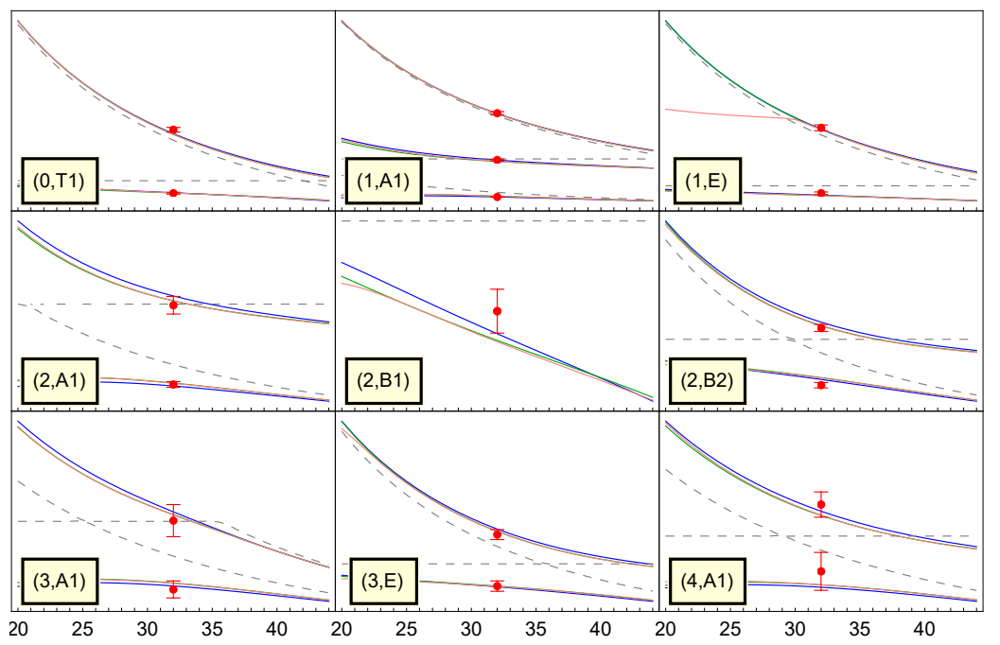 (0,T1) (1,A1) (1,E)
(2,A1) (2,B1) (2,B2)
(3,A1) (3,E) (4,A1)
20 25 30 35 40 20 25 30 35 40 20 25 30 35 40